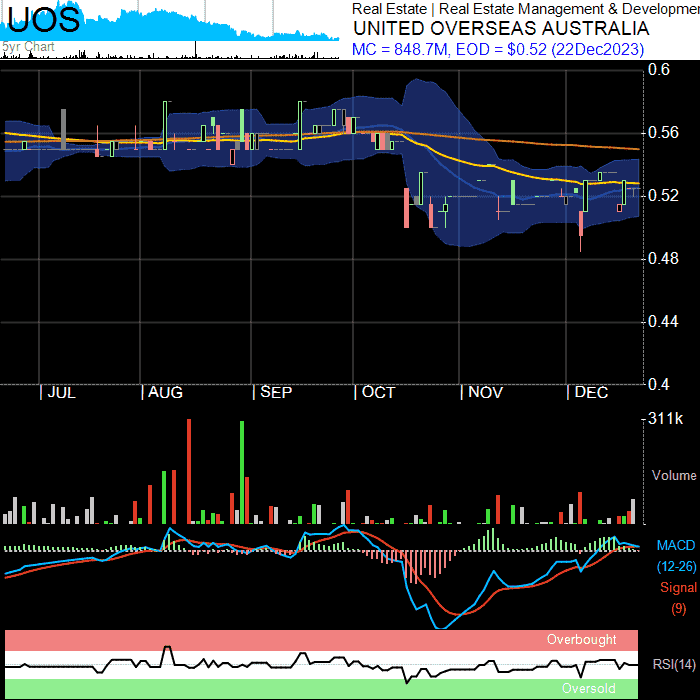 UOS
5yr Chart
Real Estate | Real Estate Management & Developmen
UNITED OVERSEAS AUSTRALIA
MC = 848.7M, EOD = $0.52 (22Dec2023)
0.6
0.56
0.52
0.48
0.44
0.4
JUL
AUG
SEP
OCT
NOV
DEC
311k
Volume
MACD
(12-26)
Signal
(9)
Overbought
RSI(14)
Oversold